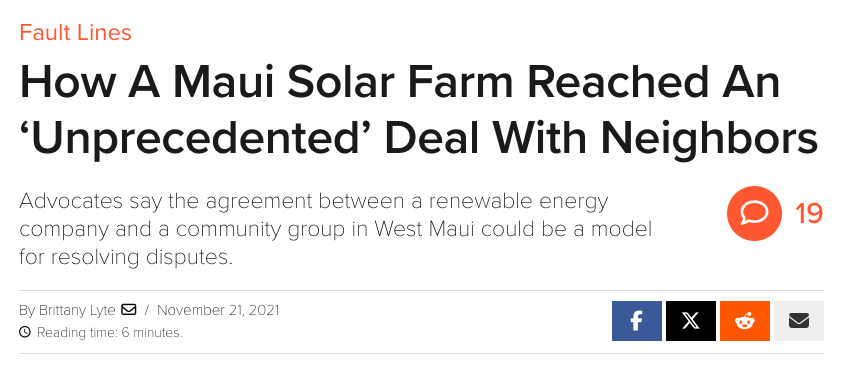 Fault Lines
How A Maui Solar Farm Reached An
‘Unprecedented’ Deal With Neighbors
Advocates say the agreement between a renewable energy
company and a community group in West Maui could be a model
for resolving disputes.
19
By Brittany Lyte / November 21, 2021
Reading time: 6 minutes.